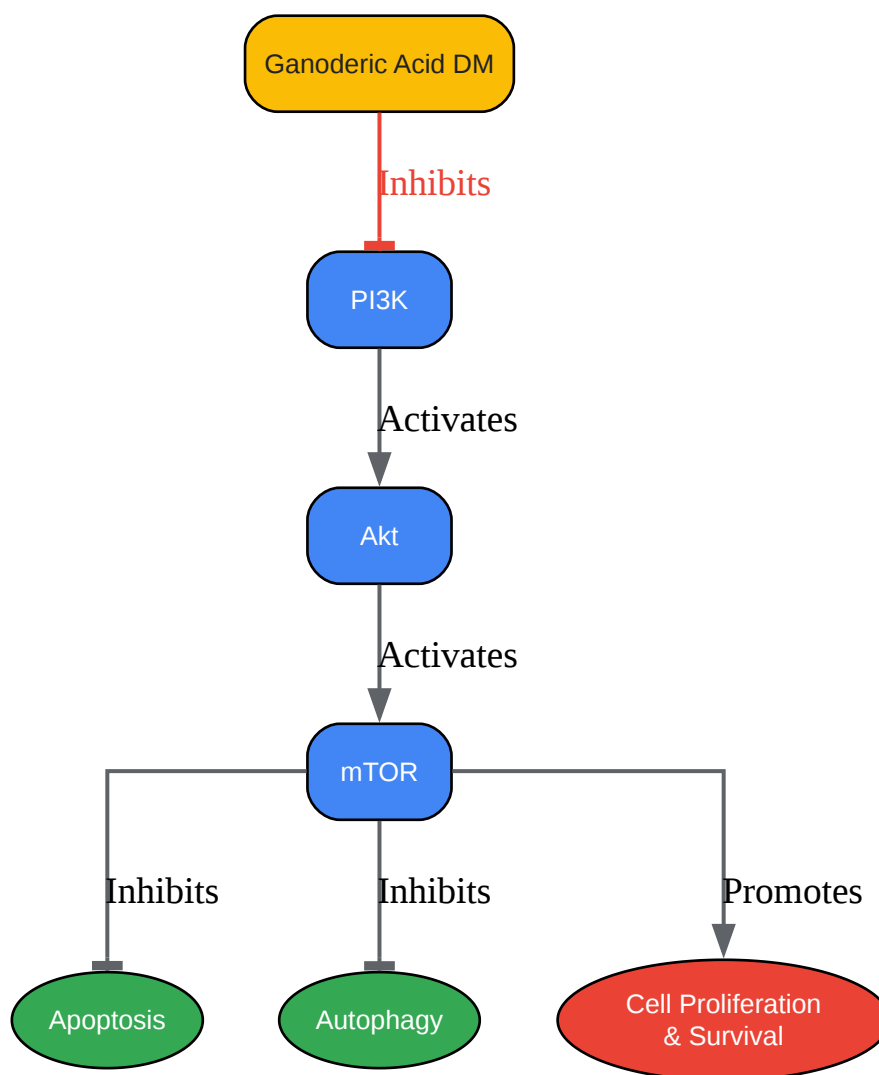 Ganoderic Acid DM
Inhibits
PI3K
Activates
Akt
Activates
mTOR
Inhibits
Inhibits
Promotes
Apoptosis
Autophagy
Cell Proliferation
& Survival